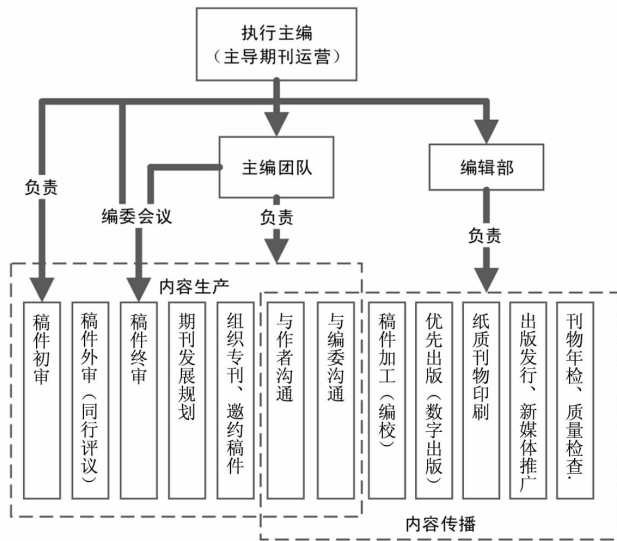 执行主编
（主导期刊运营）
主编团队
编辑部
负责
编委会议
负责
负责
内容生产
稿件初审
稿件外审（同行评议）
稿件终审
期刊发展规划
组织专刊、邀约稿件
与作者沟通
与编委沟通
稿件加工（编校）
优先出版（数字出版）
纸质刊物印刷
出版发行、新媒体推广
刊物年检、质量检查·
内容传播